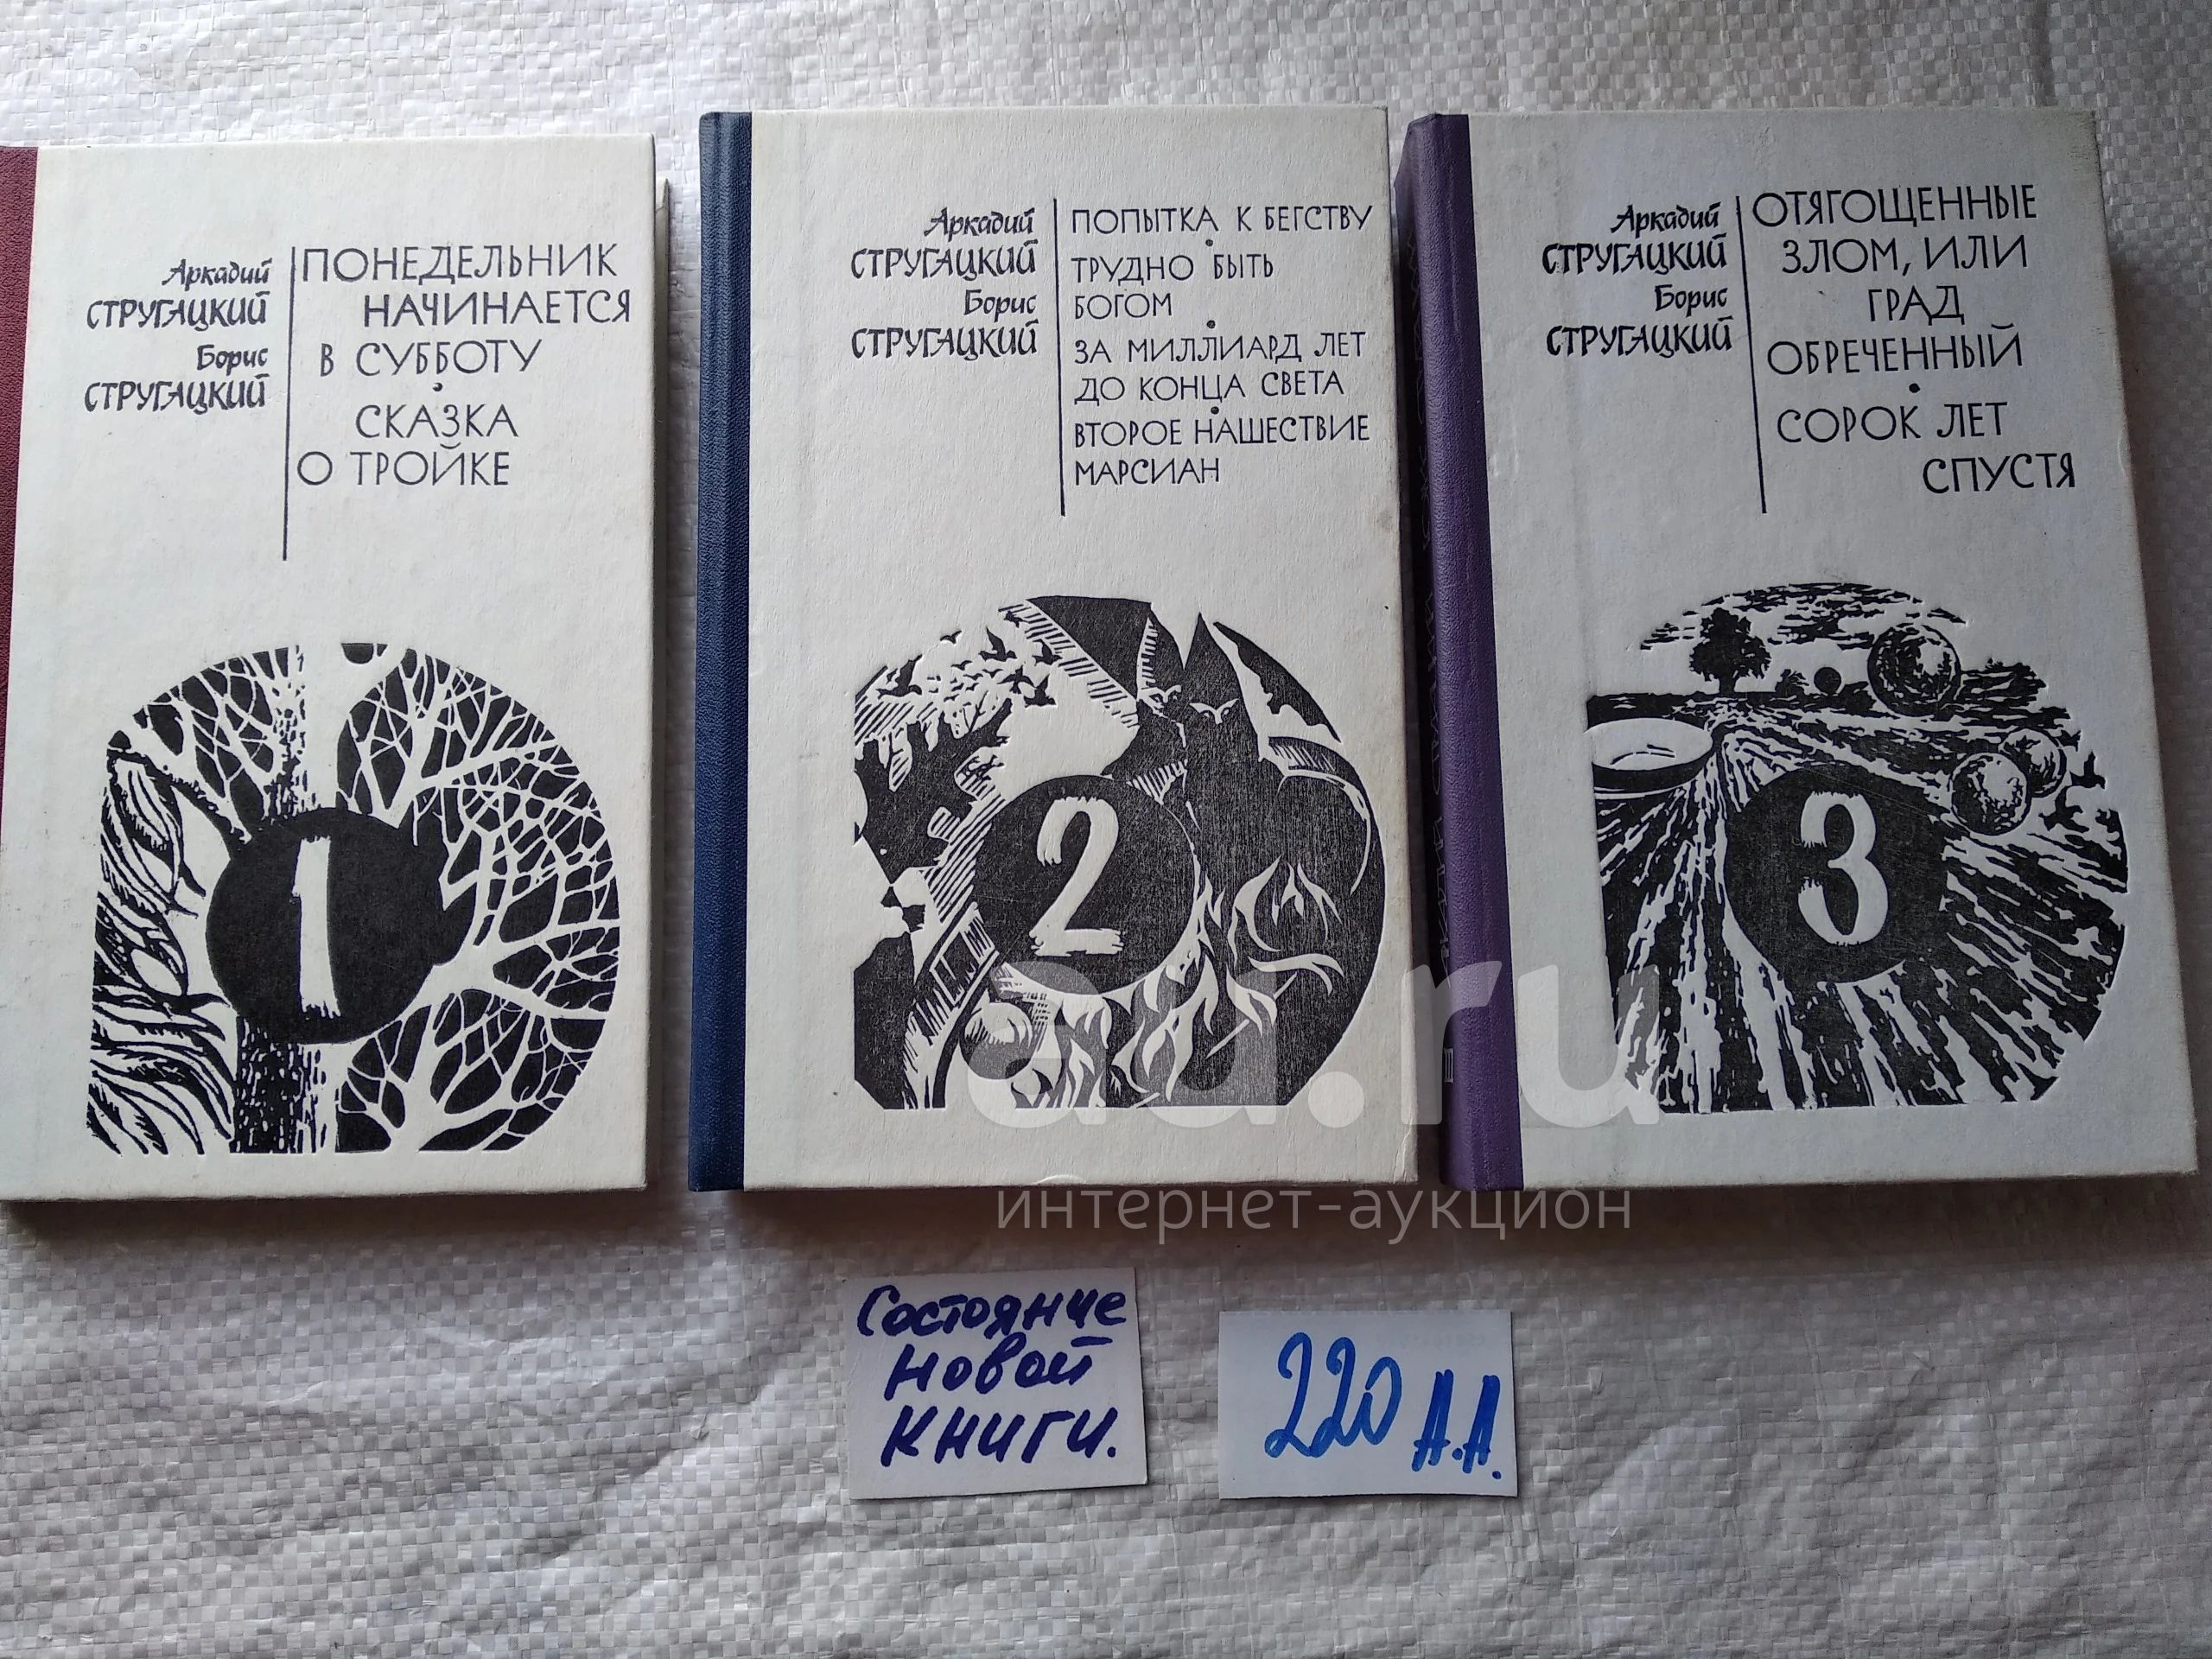 Аркадий
СТРУГАЦКИЙ
Борис
СТРУГАЦКИЙ
ПОНЕДЕЛЬНИК
НАЧИНАЕТСЯ
В СУББОТУ
•
СКАЗКА
О ТРОЙКЕ
1
Аркадий
СТРУГАЦКИЙ
Борис
СТРУГАЦКИЙ
ПОПЫТКА К БЕГСТВУ
•
ТРУДНО БЫТЬ
БОГОМ
•
ЗА МИЛЛИАРД ЛЕТ
ДО КОНЦА СВЕТА
•
ВТОРОЕ НАШЕСТВИЕ
МАРСИАН
2
Аркадий
СТРУГАЦКИЙ
Борис
СТРУГАЦКИЙ
ОТЯГОЩЕННЫЕ
ЗЛОМ, ИЛИ
ГРАД
ОБРЕЧЕННЫЙ
•
СОРОК ЛЕТ
СПУСТЯ
3
III
au.ru
интернет-аукцион
Состояние
новой
книги.
220 А.А.